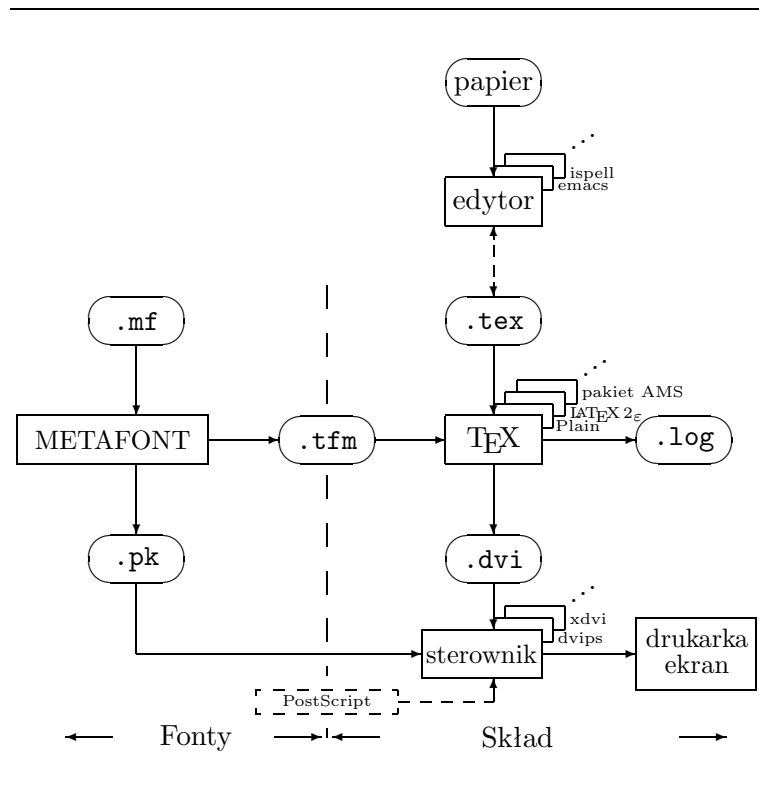 papier
ispell
emacs
edytor
.mf
.tex
pakiet AMS
LATEX 2ε
Plain
METAFONT
.tfm
TEX
.log
.pk
.dvi
xdvi
dvips
sterownik
drukarka
ekran
PostScript
Fonty
Skład